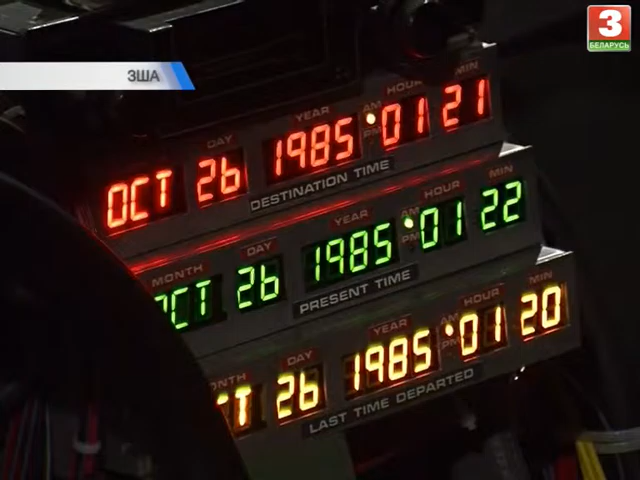 3
БЕЛАРУСЬ
ЗША
DAY YEAR AM HOUR MIN
PM
OCT 26 1985 01 21
DESTINATION TIME
MONTH DAY YEAR AM HOUR MIN
PM
OCT 26 1985 01 22
PRESENT TIME
NTH DAY YEAR AM HOUR MIN
PM
T 26 1985 01 20
LAST TIME DEPARTED